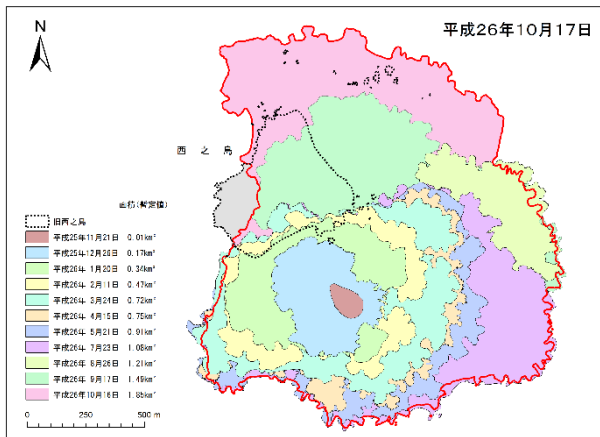 平成26年10月17日
N
西之島
面積(暫定値)
旧西之島
平成25年11月21日 0.01km²
平成25年12月26日 0.17km²
平成26年 1月20日 0.34km²
平成26年 2月11日 0.47km²
平成26年 3月24日 0.72km²
平成26年 4月15日 0.75km²
平成26年 5月21日 0.91km²
平成26年 7月23日 1.08km²
平成26年 8月26日 1.21km²
平成26年 9月17日 1.49km²
平成26年10月16日 1.85km²
0 250 500 m